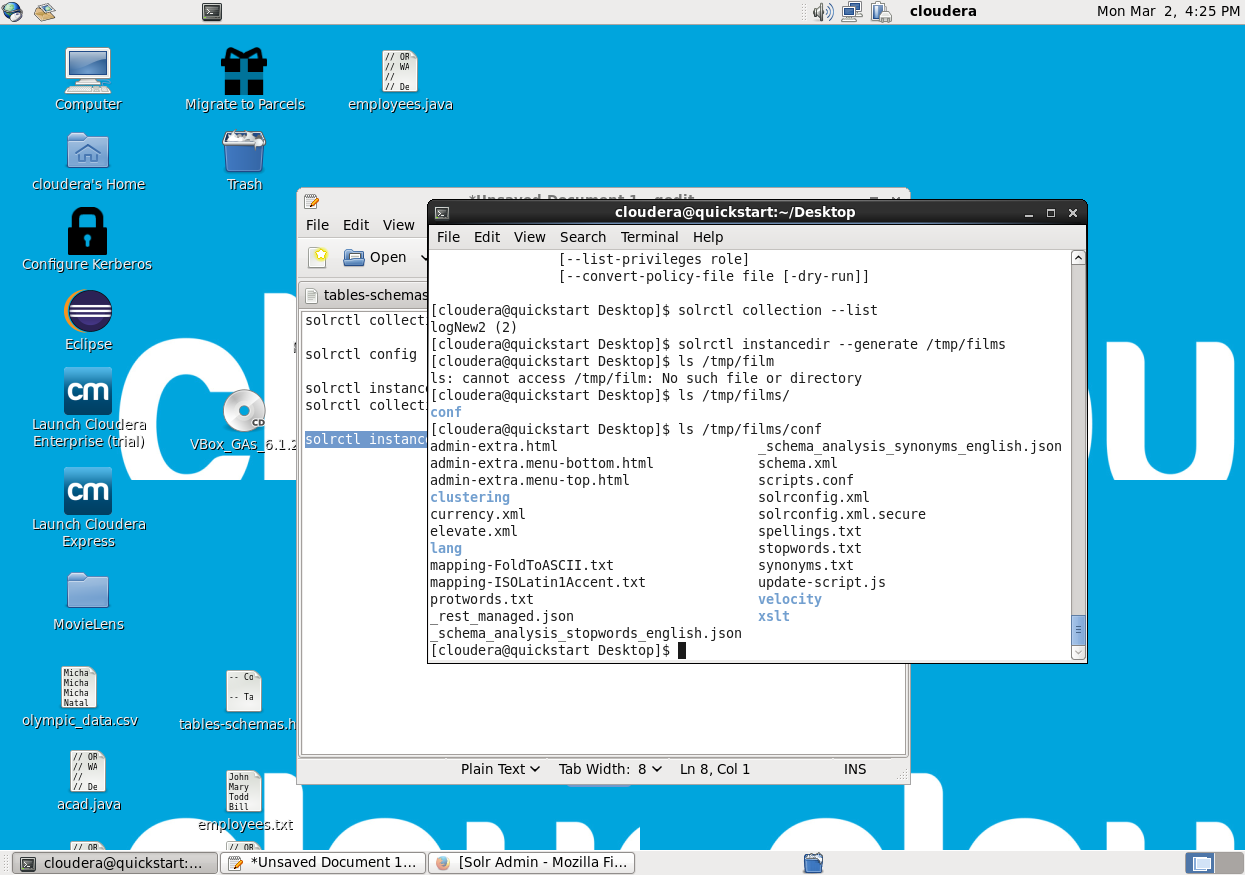 cloudera
Mon Mar 2, 4:25 PM
Computer
Migrate to Parcels
// OR
// WA
//
// De
employees.java
cloudera's Home
Trash
Configure Kerberos
Eclipse
cm
Launch Cloudera
Enterprise (trial)
CD
VBox_GAs_6.1.2
cm
Launch Cloudera
Express
MovieLens
Micha
Micha
Micha
Natal
olympic_data.csv
-- Co
-- Ta
tables-schemas.h
// OR
// WA
//
// De
acad.java
John
Mary
Todd
Bill
employees.txt
// OR
// OR
*Unsaved Document 1 - gedit
File Edit View
Open
tables-schemas
solrctl collecti
solrctl config
solrctl instanc
solrctl collecti
solrctl instanc
Plain Text
Tab Width: 8
Ln 8, Col 1
INS
cloudera@quickstart:~/Desktop
File Edit View Search Terminal Help
[--list-privileges role]
[--convert-policy-file file [-dry-run]]
[cloudera@quickstart Desktop]$ solrctl collection --list
logNew2 (2)
[cloudera@quickstart Desktop]$ solrctl instancedir --generate /tmp/films
[cloudera@quickstart Desktop]$ ls /tmp/film
ls: cannot access /tmp/film: No such file or directory
[cloudera@quickstart Desktop]$ ls /tmp/films/
conf
[cloudera@quickstart Desktop]$ ls /tmp/films/conf
admin-extra.html _schema_analysis_synonyms_english.json
admin-extra.menu-bottom.html schema.xml
admin-extra.menu-top.html scripts.conf
clustering solrconfig.xml
currency.xml solrconfig.xml.secure
elevate.xml spellings.txt
lang stopwords.txt
mapping-FoldToASCII.txt synonyms.txt
mapping-ISOLatin1Accent.txt update-script.js
protwords.txt velocity
_rest_managed.json xslt
_schema_analysis_stopwords_english.json
[cloudera@quickstart Desktop]$
cloudera@quickstart:...
*Unsaved Document 1...
[Solr Admin - Mozilla Fi...